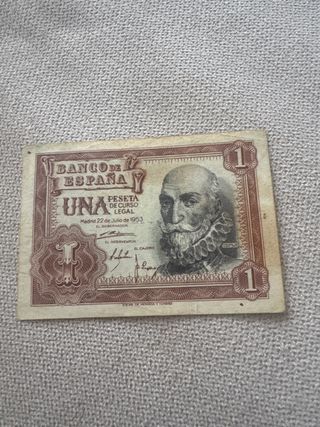 BANCO DE
ESPAÑA
1
UNA PESETA
DE CURSO
LEGAL
Madrid 22 de Julio de 1953
EL GOBERNADOR
EL INTERVENTOR
EL CAJERO
1